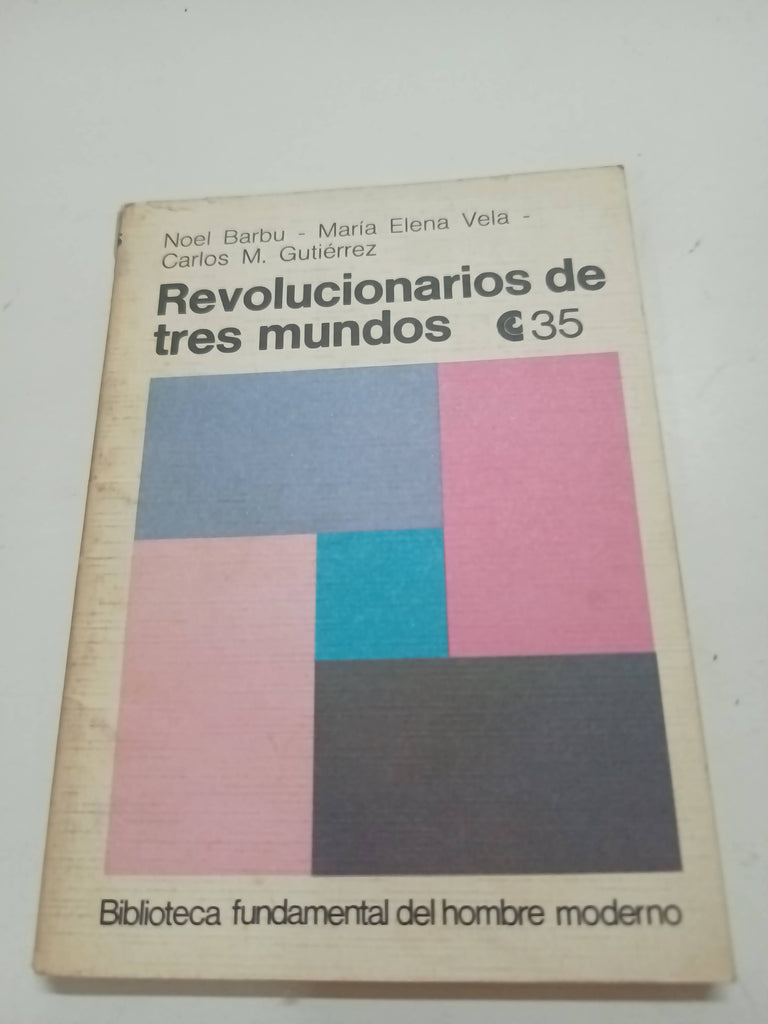 Noel Barbu - María Elena Vela -
Carlos M. Gutiérrez
Revolucionarios de
tres mundos 35
Biblioteca fundamental del hombre moderno